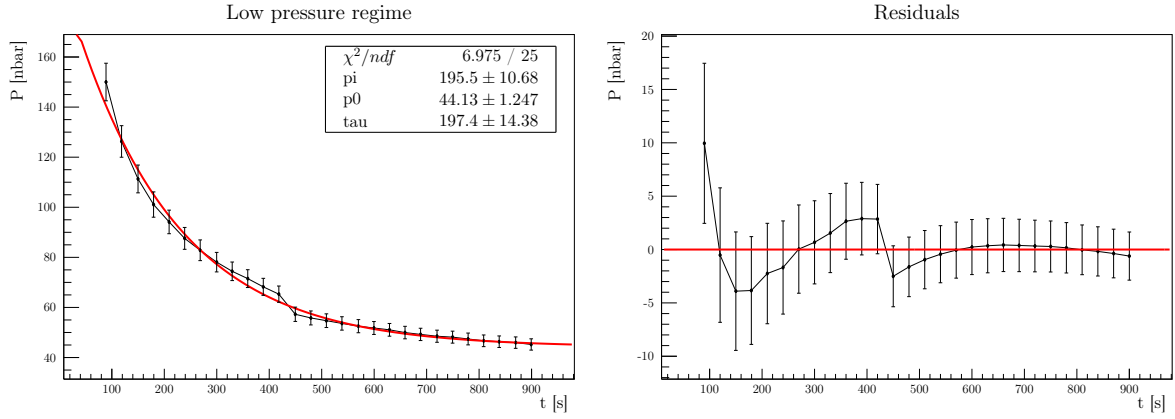 Low pressure regime
P [nbar]
160
140
120
100
80
60
40
χ²/ndf 6.975 / 25
pi 195.5 ± 10.68
p0 44.13 ± 1.247
tau 197.4 ± 14.38
100 200 300 400 500 600 700 800 900
t [s]
Residuals
P [nbar]
20
15
10
5
0
-5
-10
100 200 300 400 500 600 700 800 900
t [s]